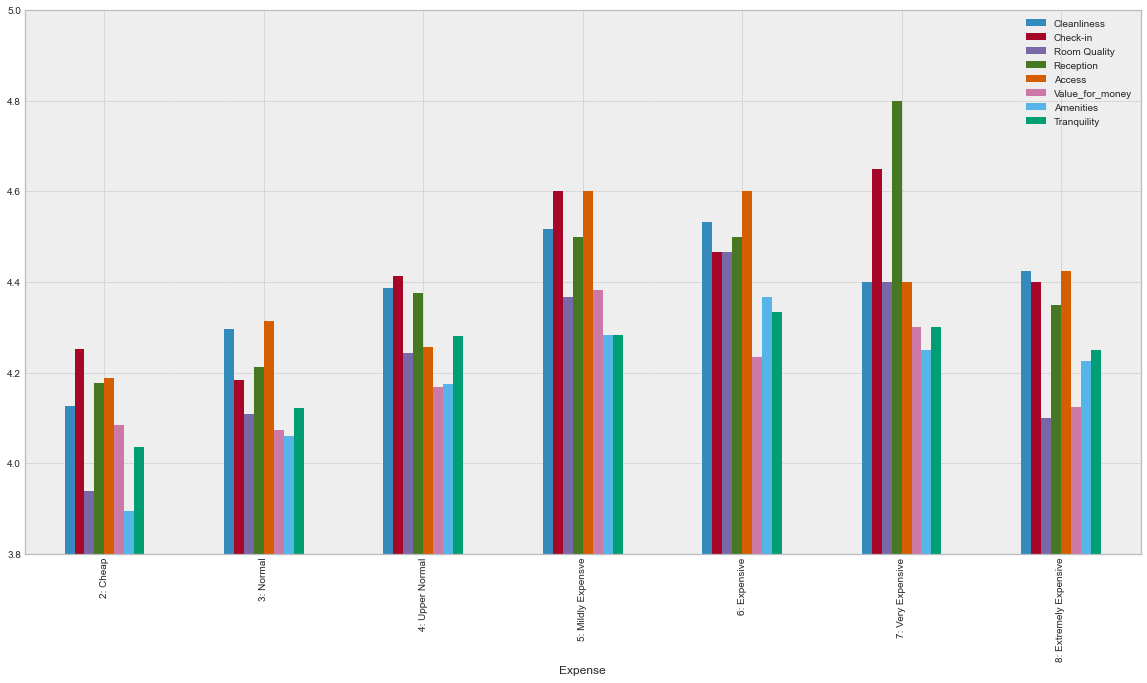 5.0
4.8
4.6
4.4
4.2
4.0
3.8
Cleanliness
Check-in
Room Quality
Reception
Access
Value_for_money
Amenities
Tranquility
2: Cheap
3: Normal
4: Upper Normal
5: Mildly Expensve
6: Expensive
7: Very Expensive
8: Extremely Expensive
Expense